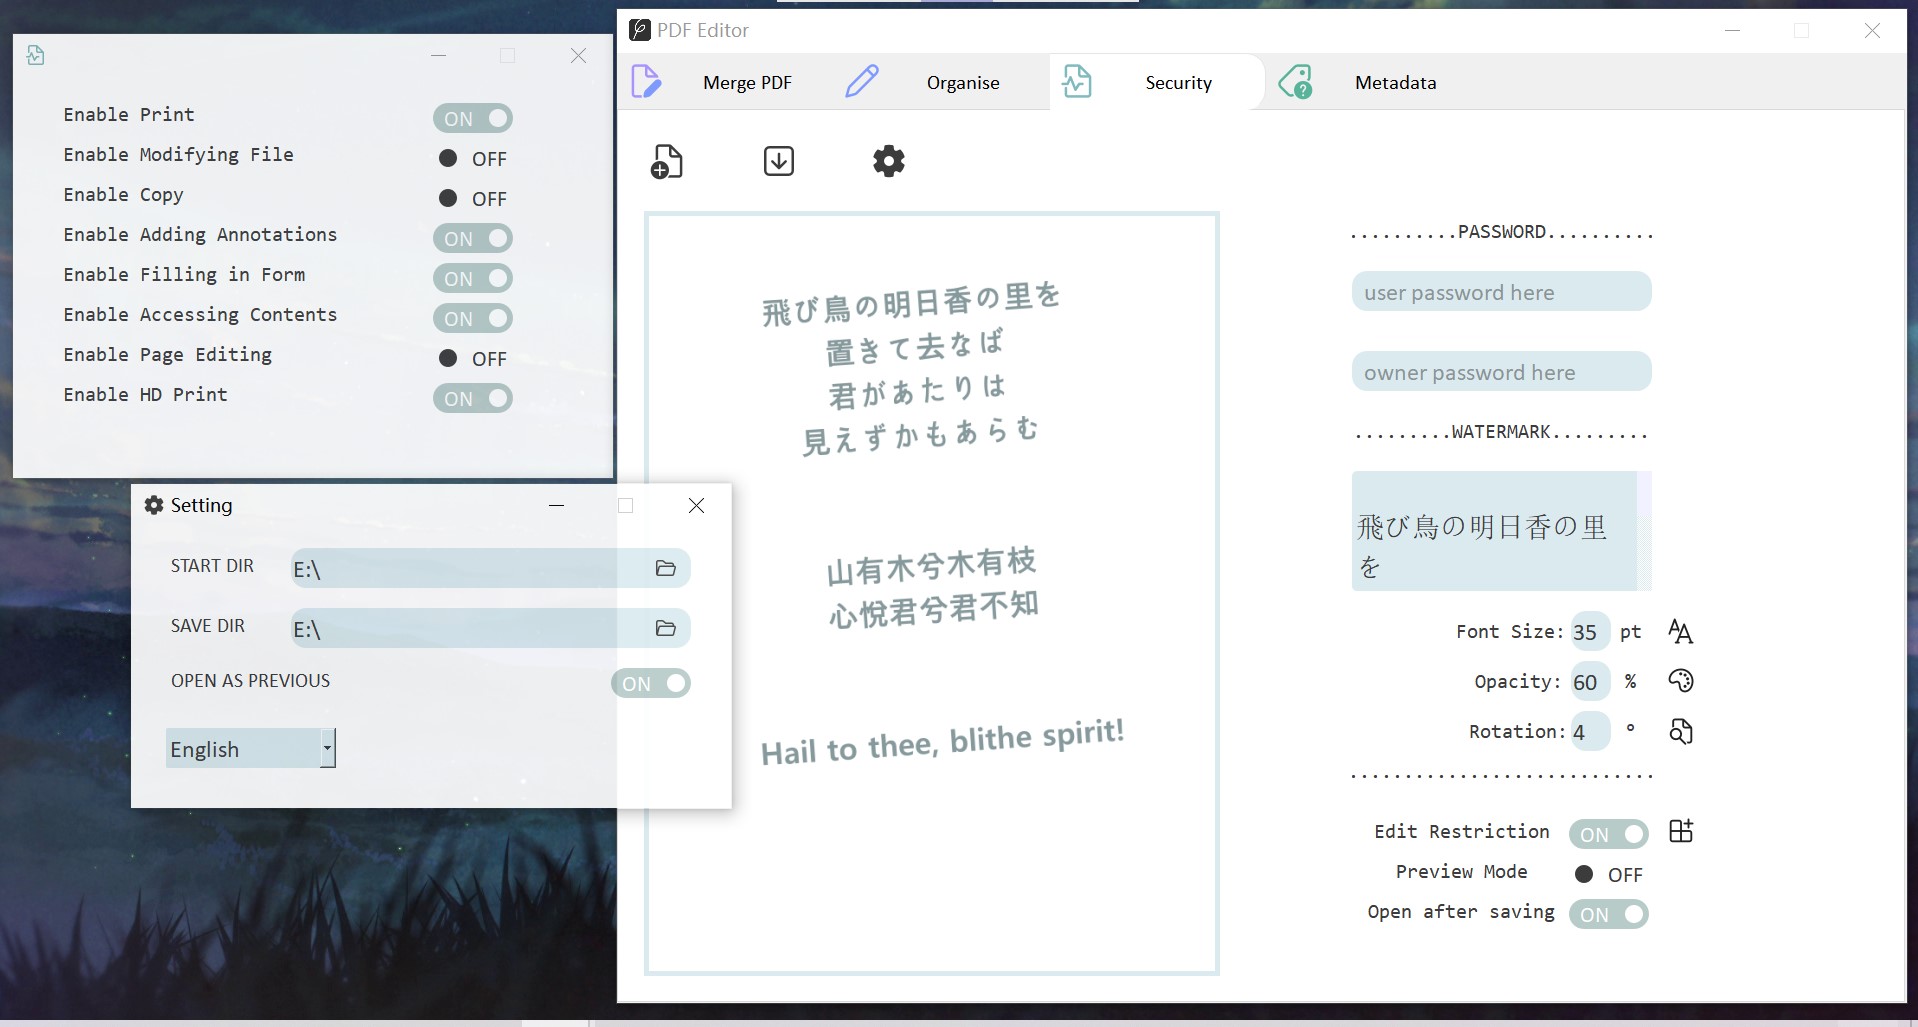 Enable Print ON
Enable Modifying File OFF
Enable Copy OFF
Enable Adding Annotations ON
Enable Filling in Form ON
Enable Accessing Contents ON
Enable Page Editing OFF
Enable HD Print ON
Setting
START DIR E:\
SAVE DIR E:\
OPEN AS PREVIOUS ON
English
PDF Editor
Merge PDF Organise Security Metadata
飛び鳥の明日香の里を
置きて去なば
君があたりは
見えずかもあらむ
山有木兮木有枝
心悅君兮君不知
Hail to thee, blithe spirit!
..........PASSWORD..........
user password here
owner password here
.........WATERMARK.........
飛び鳥の明日香の里
を
Font Size: 35 pt
Opacity: 60 %
Rotation: 4 °
............................
Edit Restriction ON
Preview Mode OFF
Open after saving ON